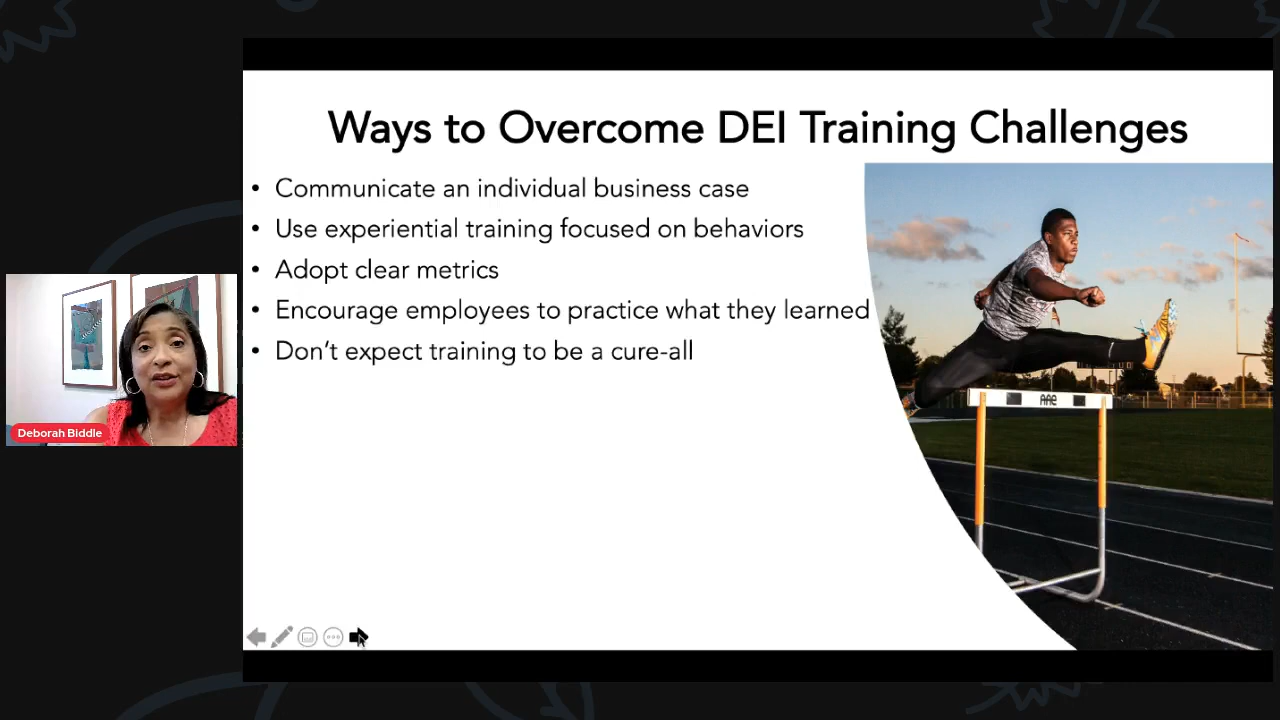 Ways to Overcome DEI Training Challenges
• Communicate an individual business case
• Use experiential training focused on behaviors
• Adopt clear metrics
• Encourage employees to practice what they learned
• Don't expect training to be a cure-all
AAE
Deborah Biddle